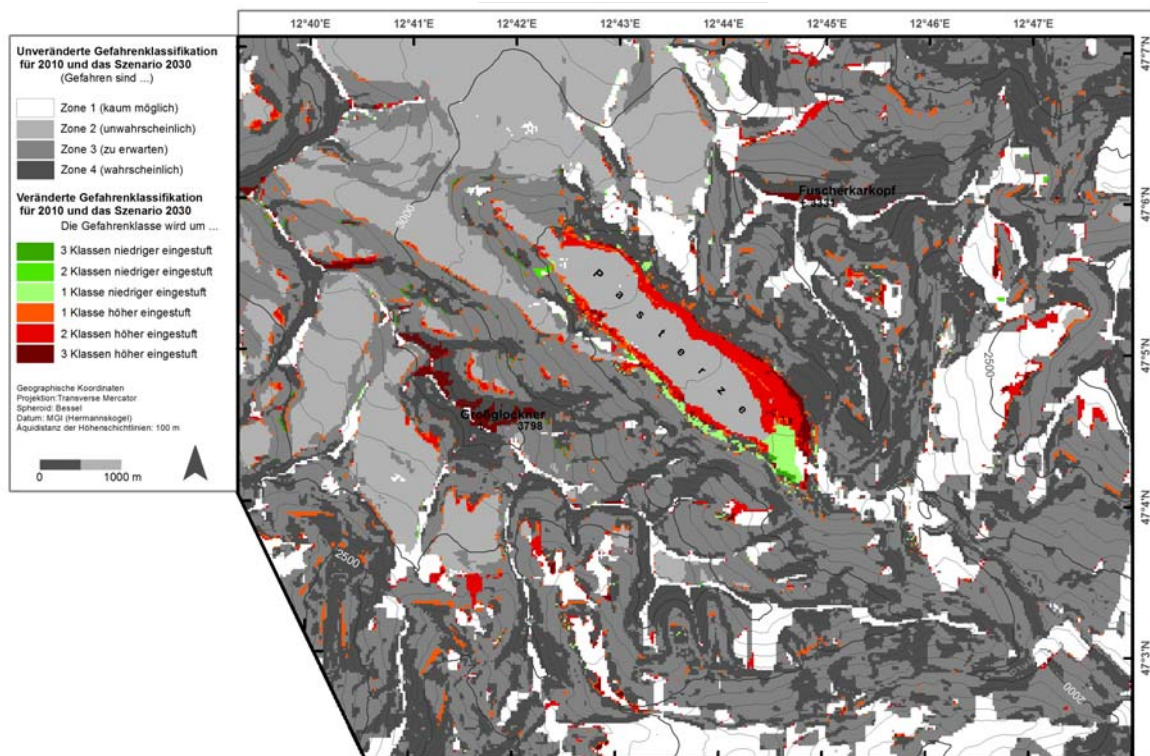 12°40'E 12°41'E 12°42'E 12°43'E 12°44'E 12°45'E 12°46'E 12°47'E
Unveränderte Gefahrenklassifikation
für 2010 und das Szenario 2030
(Gefahren sind ...)
Zone 1 (kaum möglich)
Zone 2 (unwahrscheinlich)
Zone 3 (zu erwarten)
Zone 4 (wahrscheinlich)
Veränderte Gefahrenklassifikation
für 2010 und das Szenario 2030
Die Gefahrenklasse wird um ...
3 Klassen niedriger eingestuft
2 Klassen niedriger eingestuft
1 Klasse niedriger eingestuft
1 Klasse höher eingestuft
2 Klassen höher eingestuft
3 Klassen höher eingestuft
Geographische Koordinaten
Projektion:Transverse Mercator
Spheroid: Bessel
Datum: MGI (Hermannskogel)
Äquidistanz der Höhenschichtlinien: 100 m
0 1000 m
47°7'N
Fuscherkarkopf
47°6'N
3000
Pasterze
47°5'N
2500
Großglockner
3798
47°4'N
2500
47°3'N
2000